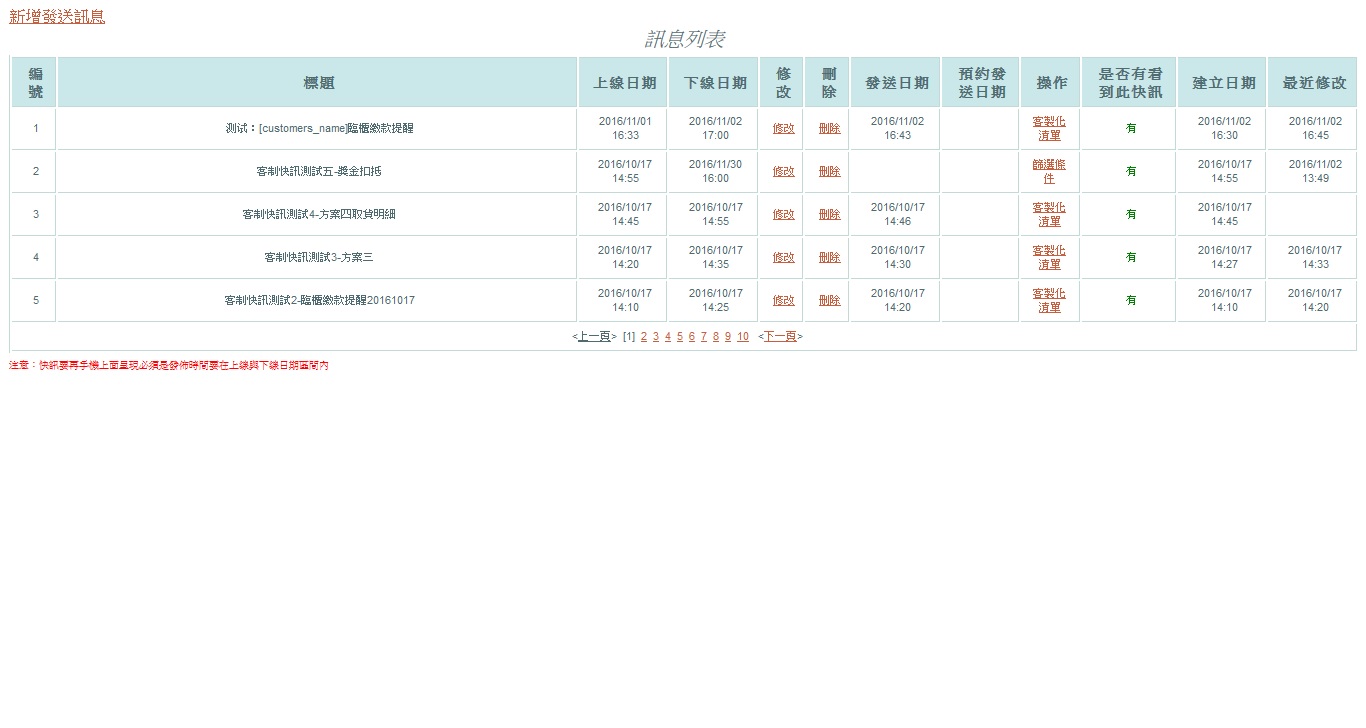 新增發送訊息
訊息列表
編號 標題 上線日期 下線日期 修改 刪除 發送日期 預約發送日期 操作 是否有看到此快訊 建立日期 最近修改
1 测试：[customers_name]臨櫃繳款提醒 2016/11/01 16:33 2016/11/02 17:00 修改 刪除 2016/11/02 16:43 客製化清單 有 2016/11/02 16:30 2016/11/02 16:45
2 客制快訊測試五-獎金扣抵 2016/10/17 14:55 2016/11/30 16:00 修改 刪除 篩選條件 有 2016/10/17 14:55 2016/11/02 13:49
3 客制快訊測試4-方案四取貨明細 2016/10/17 14:45 2016/10/17 14:55 修改 刪除 2016/10/17 14:46 客製化清單 有 2016/10/17 14:45
4 客制快訊測試3-方案三 2016/10/17 14:20 2016/10/17 14:35 修改 刪除 2016/10/17 14:30 客製化清單 有 2016/10/17 14:27 2016/10/17 14:33
5 客制快訊測試2-臨櫃繳款提醒20161017 2016/10/17 14:10 2016/10/17 14:25 修改 刪除 2016/10/17 14:20 客製化清單 有 2016/10/17 14:10 2016/10/17 14:20
<上一頁> [1] 2 3 4 5 6 7 8 9 10 <下一頁>
注意：快訊要再手機上面呈現必須是發佈時間要在上線與下線日期區間內